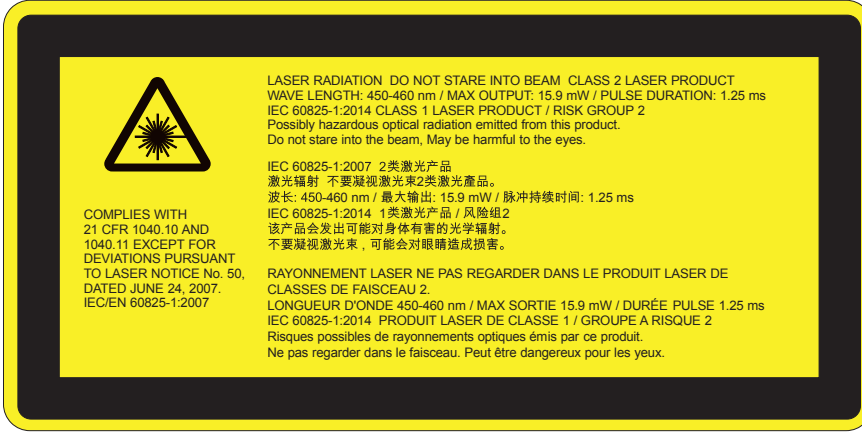 COMPLIES WITH
21 CFR 1040.10 AND
1040.11 EXCEPT FOR
DEVIATIONS PURSUANT
TO LASER NOTICE No. 50,
DATED JUNE 24, 2007.
IEC/EN 60825-1:2007
LASER RADIATION DO NOT STARE INTO BEAM CLASS 2 LASER PRODUCT
WAVE LENGTH: 450-460 nm / MAX OUTPUT: 15.9 mW / PULSE DURATION: 1.25 ms
IEC 60825-1:2014 CLASS 1 LASER PRODUCT / RISK GROUP 2
Possibly hazardous optical radiation emitted from this product.
Do not stare into the beam, May be harmful to the eyes.
IEC 60825-1:2007 2类激光产品
激光辐射 不要凝视激光束2类激光產品。
波长: 450-460 nm / 最大输出: 15.9 mW / 脉冲持续时间: 1.25 ms
IEC 60825-1:2014 1类激光产品 / 风险组2
该产品会发出可能对身体有害的光学辐射。
不要凝视激光束，可能会对眼睛造成损害。
RAYONNEMENT LASER NE PAS REGARDER DANS LE PRODUIT LASER DE
CLASSES DE FAISCEAU 2.
LONGUEUR D'ONDE 450-460 nm / MAX SORTIE 15.9 mW / DURÉE PULSE 1.25 ms
IEC 60825-1:2014 PRODUIT LASER DE CLASSE 1 / GROUPE A RISQUE 2
Risques possibles de rayonnements optiques émis par ce produit.
Ne pas regarder dans le faisceau. Peut être dangereux pour les yeux.